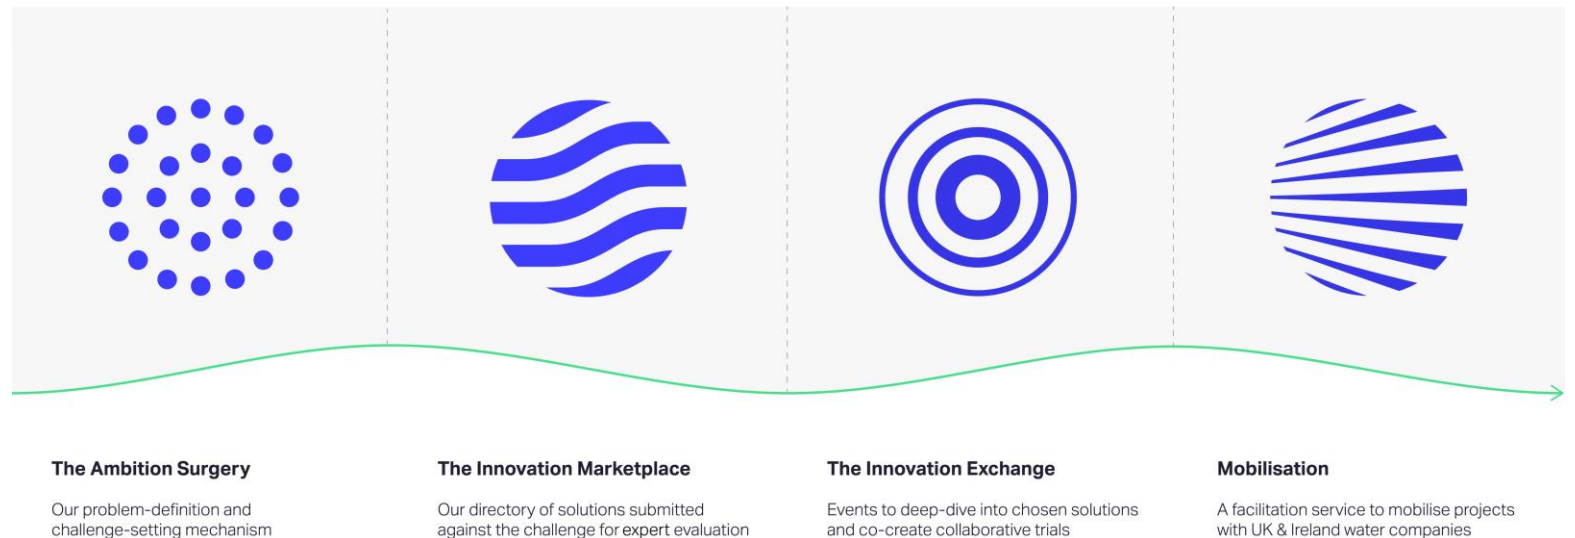 The Ambition Surgery
Our problem-definition and
challenge-setting mechanism
The Innovation Marketplace
Our directory of solutions submitted
against the challenge for expert evaluation
The Innovation Exchange
Events to deep-dive into chosen solutions
and co-create collaborative trials
Mobilisation
A facilitation service to mobilise projects
with UK & Ireland water companies